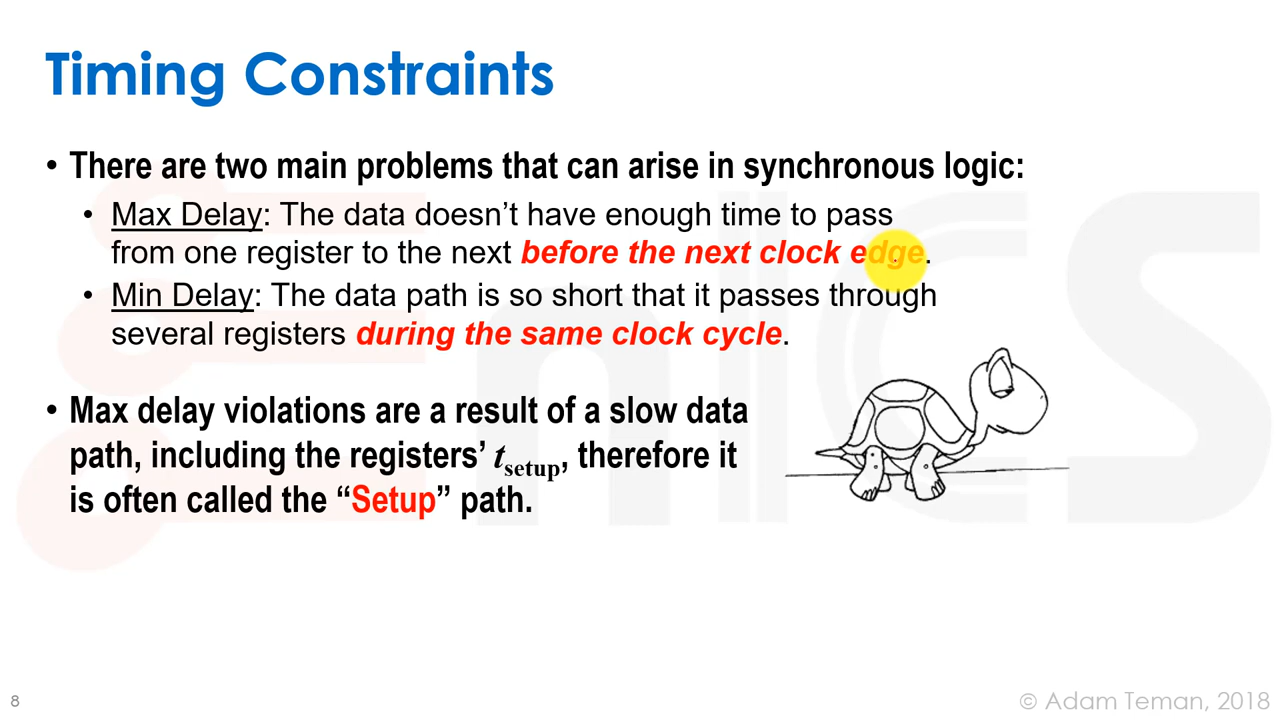 Timing Constraints
• There are two main problems that can arise in synchronous logic:
• Max Delay: The data doesn’t have enough time to pass
from one register to the next before the next clock edge.
• Min Delay: The data path is so short that it passes through
several registers during the same clock cycle.
• Max delay violations are a result of a slow data
path, including the registers’ tsetup, therefore it
is often called the “Setup” path.
EnICS
8
© Adam Teman, 2018